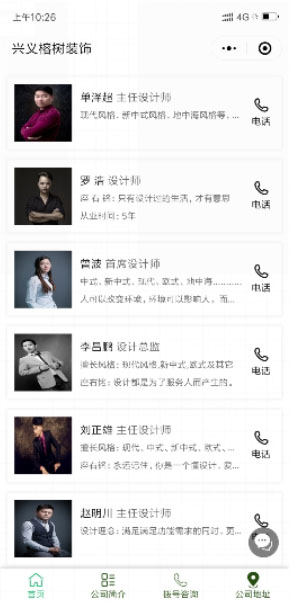 上午10:26
4G
兴义榕树装饰
单泽超 主任设计师
现代风格、新中式风格、地中海风格等，...
电话
罗 浩 设计师
座右铭：只有设计过的生活，才有意思
从业时间：5年
电话
曾波 首席设计师
中式、新中式、现代、欧式、地中海............
人可以改变环境，环境可以影响人，而...
电话
李昌鹏 设计总监
擅长风格：现代风格,新中式,欧式及其它
座右铭：设计都是为了服务人而产生的。
电话
刘正雄 主任设计师
擅长风格：现代、中式、新中式、欧式、...
座右铭：永远记住，你是一个懂设计、爱...
电话
赵明川 主任设计师
设计理念：满足满足功能需求的同时，更...
首页
公司简介
拨号咨询
公司地址